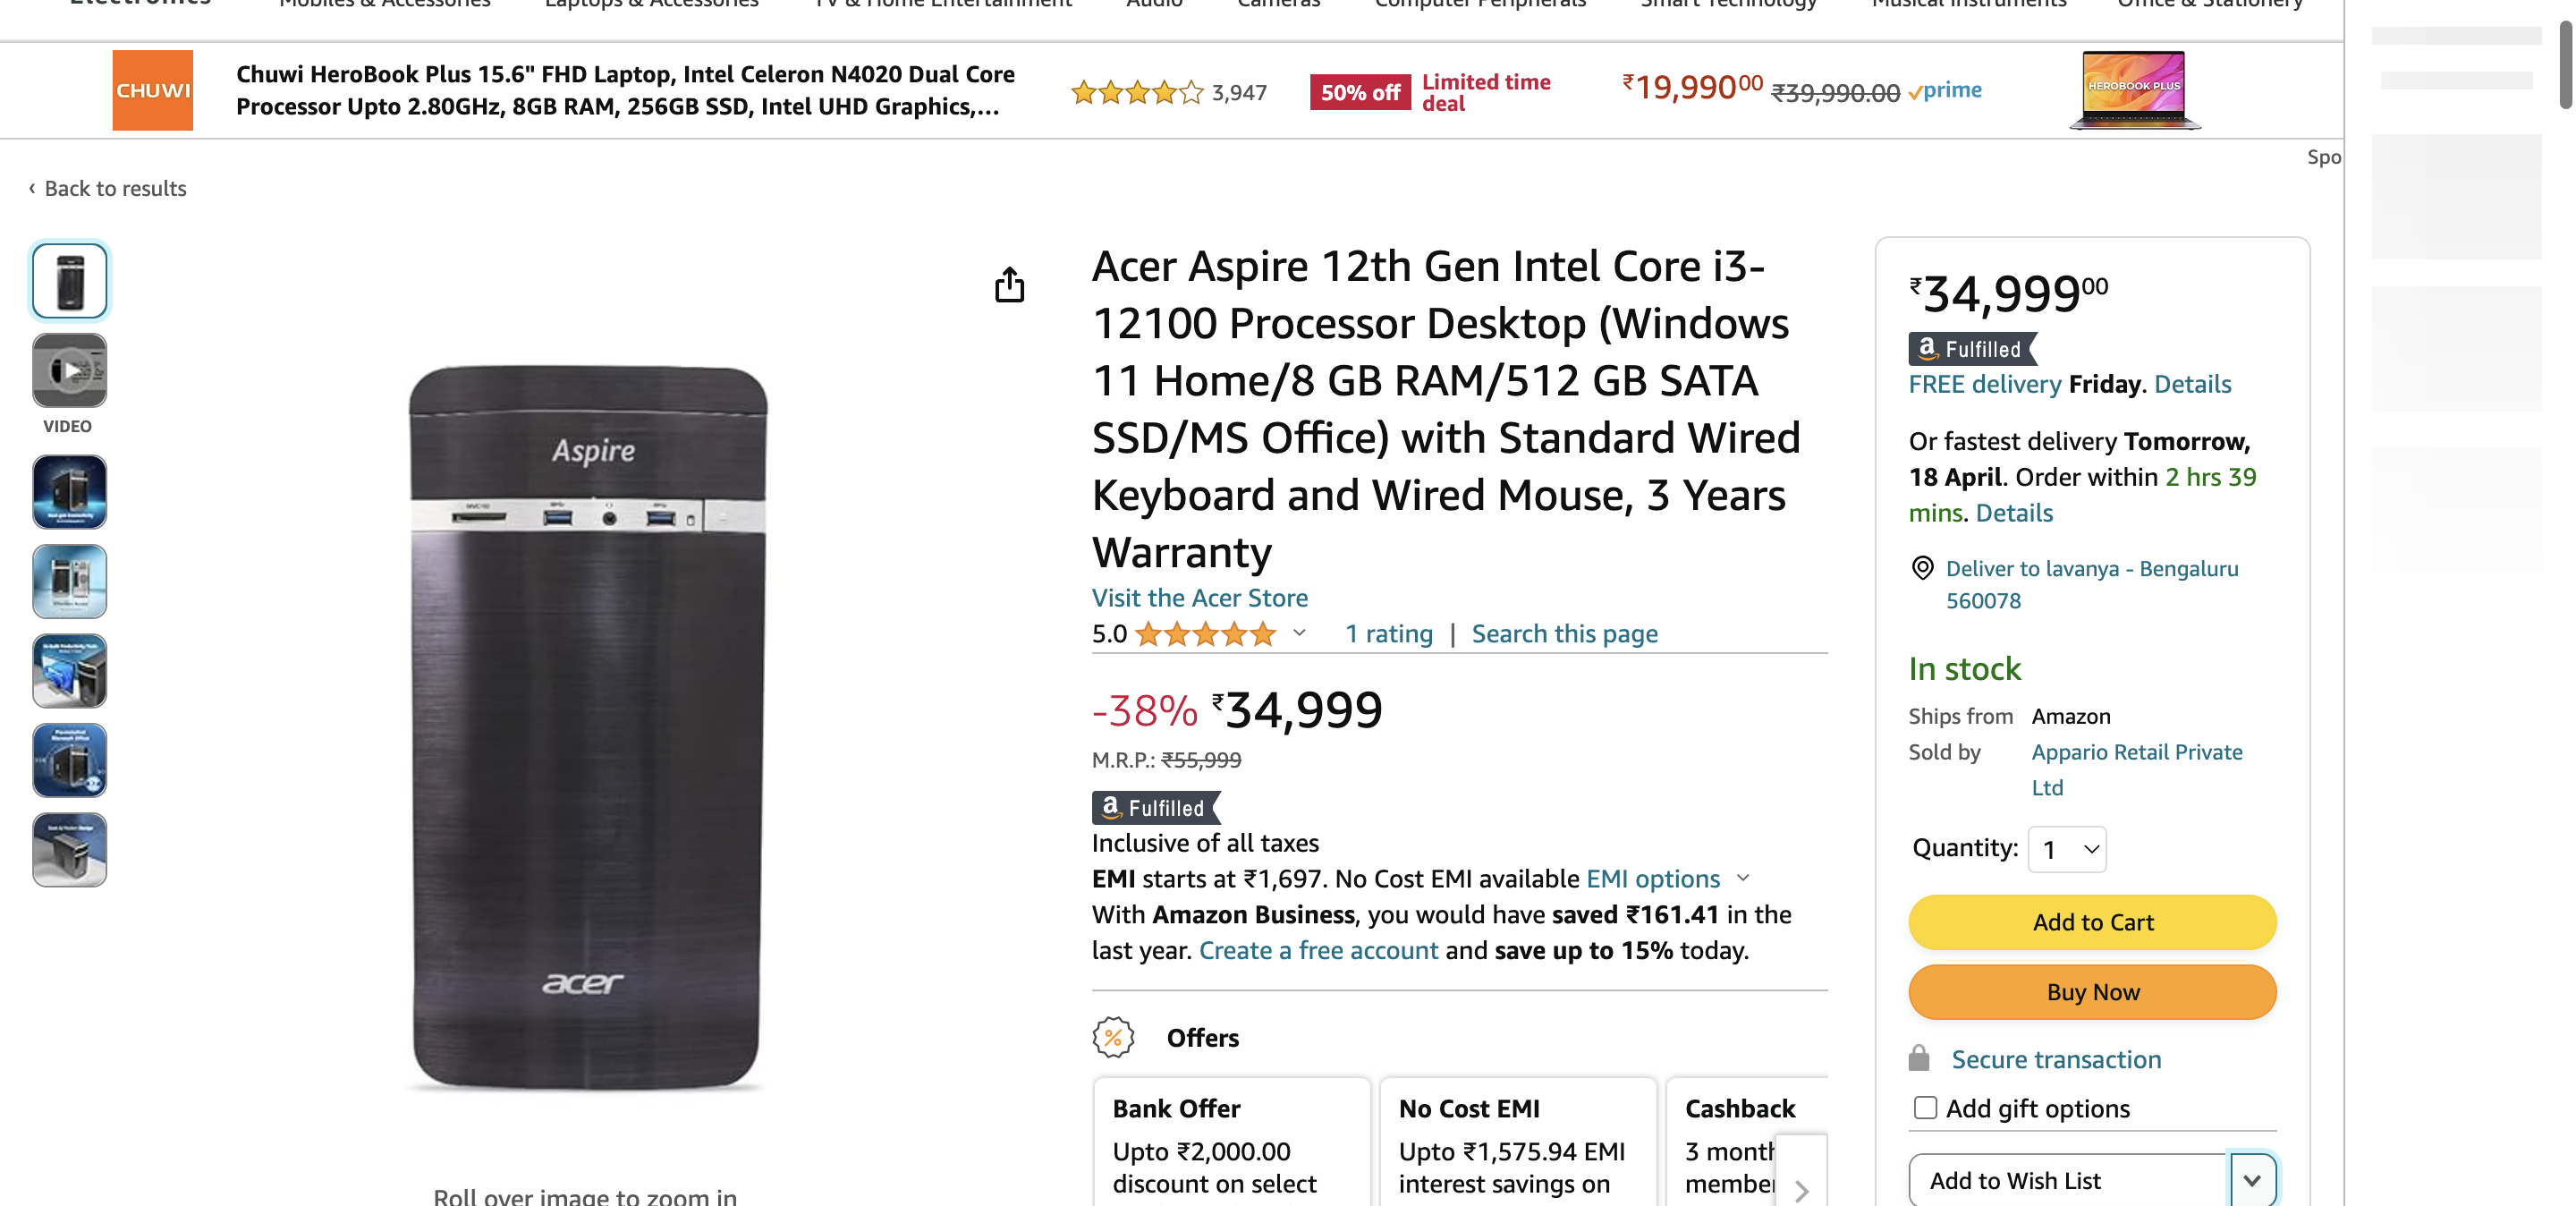 Electronics
Mobiles & Accessories
Laptops & Accessories
TV & Home Entertainment
Audio
Cameras
Computer Peripherals
Smart Technology
Musical Instruments
Office & Stationery
CHUWI
Chuwi HeroBook Plus 15.6" FHD Laptop, Intel Celeron N4020 Dual Core
Processor Upto 2.80GHz, 8GB RAM, 256GB SSD, Intel UHD Graphics,...
3,947
50% off
Limited time
deal
₹19,99000 ₹39,990.00 prime
HEROBOOK PLUS
Spo
‹ Back to results
VIDEO
Aspire
acer
Roll over image to zoom in
Acer Aspire 12th Gen Intel Core i3-
12100 Processor Desktop (Windows
11 Home/8 GB RAM/512 GB SATA
SSD/MS Office) with Standard Wired
Keyboard and Wired Mouse, 3 Years
Warranty
Visit the Acer Store
5.0 1 rating | Search this page
-38% ₹34,999
M.R.P.: ₹55,999
a Fulfilled
Inclusive of all taxes
EMI starts at ₹1,697. No Cost EMI available EMI options
With Amazon Business, you would have saved ₹161.41 in the
last year. Create a free account and save up to 15% today.
% Offers
Bank Offer
Upto ₹2,000.00
discount on select
No Cost EMI
Upto ₹1,575.94 EMI
interest savings on
Cashback
3 month
member
₹34,99900
a Fulfilled
FREE delivery Friday. Details
Or fastest delivery Tomorrow,
18 April. Order within 2 hrs 39
mins. Details
Deliver to lavanya - Bengaluru
560078
In stock
Ships from Amazon
Sold by Appario Retail Private
Ltd
Quantity: 1
Add to Cart
Buy Now
Secure transaction
Add gift options
Add to Wish List